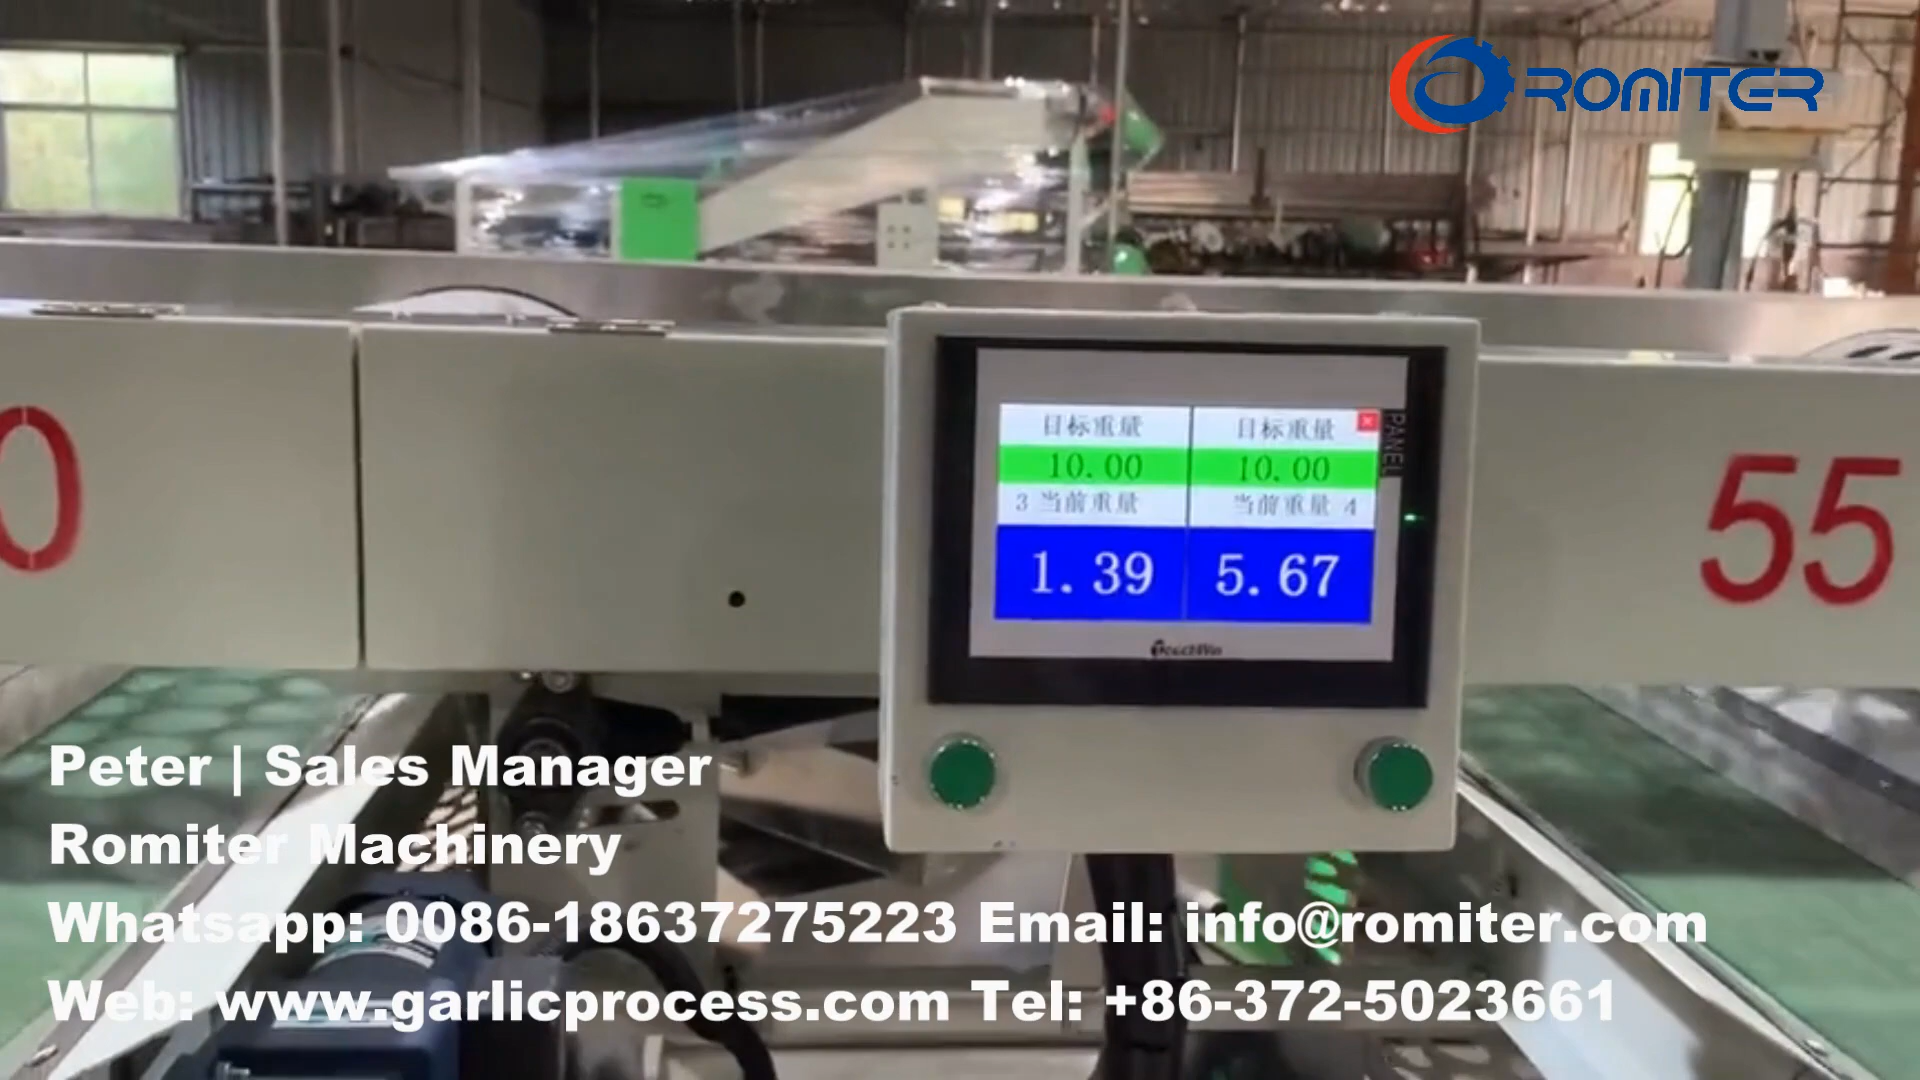 ROMITER
目标重量 目标重量
10.00 10.00
3 当前重量 当前重量 4
1.39 5.67
PANEL
0
55
Peter | Sales Manager
Romiter Machinery
Whatsapp: 0086-18637275223 Email: info@romiter.com
Web: www.garlicprocess.com Tel: +86-372-5023661